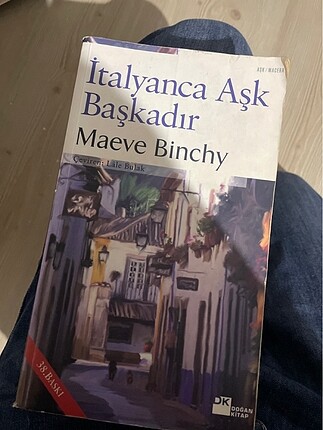 AŞK / MACERA
İtalyanca Aşk
Başkadır
Maeve Binchy
Çeviren: Lale Bulak
38. BASKI
DK
DOĞAN
KİTAP